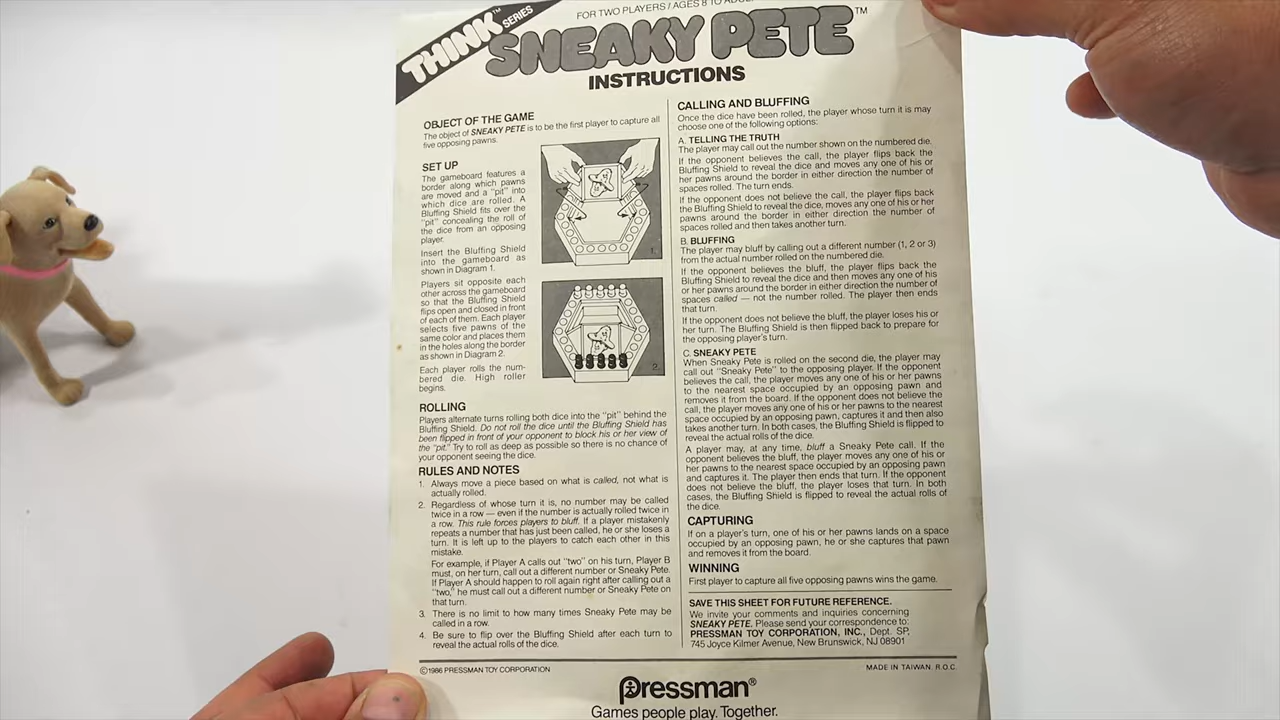 THINK™ SERIES
FOR TWO PLAYERS / AGES 8 TO
SNEAKY PETE™
INSTRUCTIONS
OBJECT OF THE GAME
The object of SNEAKY PETE is to be the first player to capture all
five opposing pawns.
SET UP
The gameboard features a
border along which pawns
are moved and a "pit" into
which dice are rolled. A
Bluffing Shield fits over the
"pit" concealing the roll of
the dice from an opposing
player.
Insert the Bluffing Shield
into the gameboard as
shown in Diagram 1.
Players sit opposite each
other across the gameboard
so that the Bluffing Shield
flips open and closed in front
of each of them. Each player
selects five pawns of the
same color and places them
in the holes along the border
as shown in Diagram 2.
Each player rolls the num-
bered die. High roller
begins.
1.
2.
ROLLING
Players alternate turns rolling both dice into the "pit" behind the
Bluffing Shield. Do not roll the dice until the Bluffing Shield has
been flipped in front of your opponent to block his or her view of
the "pit." Try to roll as deep as possible so there is no chance of
your opponent seeing the dice.
RULES AND NOTES
1. Always move a piece based on what is called, not what is
actually rolled.
2. Regardless of whose turn it is, no number may be called
twice in a row — even if the number is actually rolled twice in
a row. This rule forces players to bluff. If a player mistakenly
repeats a number that has just been called, he or she loses a
turn. It is left up to the players to catch each other in this
mistake.
For example, if Player A calls out "two" on his turn, Player B
must, on her turn, call out a different number or Sneaky Pete.
If Player A should happen to roll again right after calling out a
"two," he must call out a different number or Sneaky Pete on
that turn.
3. There is no limit to how many times Sneaky Pete may be
called in a row.
4. Be sure to flip over the Bluffing Shield after each turn to
reveal the actual rolls of the dice.
CALLING AND BLUFFING
Once the dice have been rolled, the player whose turn it is may
choose one of the following options:
A. TELLING THE TRUTH
The player may call out the number shown on the numbered die.
If the opponent believes the call, the player flips back the
Bluffing Shield to reveal the dice and moves any one of his or
her pawns around the border in either direction the number of
spaces rolled. The turn ends.
If the opponent does not believe the call, the player flips back
the Bluffing Shield to reveal the dice, moves any one of his or her
pawns around the border in either direction the number of
spaces rolled and then takes another turn.
B. BLUFFING
The player may bluff by calling out a different number (1, 2 or 3)
from the actual number rolled on the numbered die.
If the opponent believes the bluff, the player flips back the
Bluffing Shield to reveal the dice and then moves any one of his
or her pawns around the border in either direction the number of
spaces called — not the number rolled. The player then ends
that turn.
If the opponent does not believe the bluff, the player loses his or
her turn. The Bluffing Shield is then flipped back to prepare for
the opposing player's turn.
C. SNEAKY PETE
When Sneaky Pete is rolled on the second die, the player may
call out "Sneaky Pete" to the opposing player. If the opponent
believes the call, the player moves any one of his or her pawns
to the nearest space occupied by an opposing pawn and
removes it from the board. If the opponent does not believe the
call, the player moves any one of his or her pawns to the nearest
space occupied by an opposing pawn, captures it and then also
takes another turn. In both cases, the Bluffing Shield is flipped to
reveal the actual rolls of the dice.
A player may, at any time, bluff a Sneaky Pete call. If the
opponent believes the bluff, the player moves any one of his or
her pawns to the nearest space occupied by an opposing pawn
and captures it. The player then ends that turn. If the opponent
does not believe the bluff, the player loses that turn. In both
cases, the Bluffing Shield is flipped to reveal the actual rolls of
the dice.
CAPTURING
If on a player's turn, one of his or her pawns lands on a space
occupied by an opposing pawn, he or she captures that pawn
and removes it from the board.
WINNING
First player to capture all five opposing pawns wins the game.
SAVE THIS SHEET FOR FUTURE REFERENCE.
We invite your comments and inquiries concerning
SNEAKY PETE. Please send your correspondence to:
PRESSMAN TOY CORPORATION, INC., Dept. SP,
745 Joyce Kilmer Avenue, New Brunswick, NJ 08901
©1986 PRESSMAN TOY CORPORATION
MADE IN TAIWAN, R.O.C.
Pressman®
Games people play. Together.